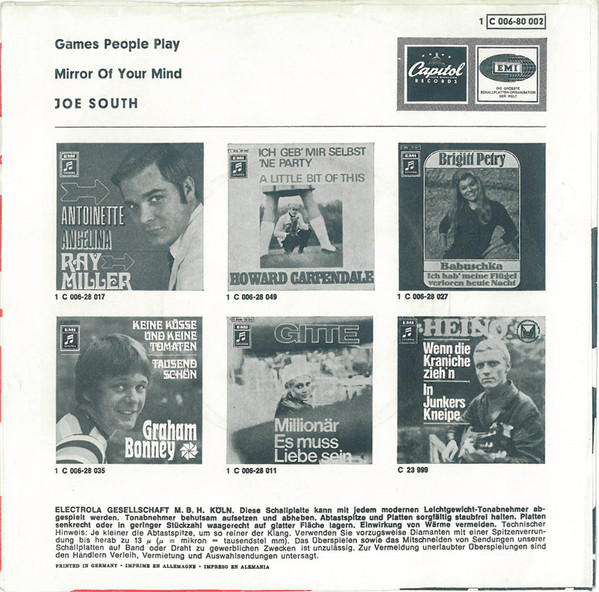 1 C 006-80 002
Games People Play
Mirror Of Your Mind
JOE SOUTH
Capitol
RECORDS
EMI
DIE GRÖSSTE
SCHALLPLATTEN-ORGANISATION
DER WELT
EMI
ANTOINETTE
ANGELINA
RAY
MILLER
1 C 006-28 017
EMI
ICH GEB' MIR SELBST
'NE PARTY
A LITTLE BIT OF THIS
HOWARD CARPENDALE
1 C 006-28 049
EMI
Brigitt Petry
Babuschka
Ich hab' meine Flügel
verloren heute Nacht
1 C 006-28 027
EMI
KEINE KÜSSE
UND KEINE
TOMATEN
TAUSEND
SCHÖN
Graham
Bonney
1 C 006-28 035
EMI
GITTE
Millionär
Es muss
Liebe sein
1 C 006-28 011
HEINO
Wenn die
Kraniche
zieh'n
In
Junkers
Kneipe
C 23 999
ELECTROLA GESELLSCHAFT M. B. H. KÖLN. Diese Schallplatte kann mit jedem modernen Leichtgewicht-Tonabnehmer ab-
gespielt werden. Tonabnehmer behutsam aufsetzen und abheben. Abtastspitze und Platten sorgfältig staubfrei halten. Platten
senkrecht oder in geringer Stückzahl waagerecht auf glatter Fläche lagern. Einwirkung von Wärme vermeiden. Technischer
Hinweis: Je kleiner die Abtastspitze, um so reiner der Klang. Verwenden Sie vorzugsweise Diamanten mit einer Spitzenverrun-
dung bis herab zu 13 µ (µ = mikron = tausendstel mm). Das Überspielen sowie das Mitschneiden von Sendungen unserer
Schallplatten auf Band oder Draht zu gewerblichen Zwecken ist unzulässig. Zur Vermeidung unerlaubter Überspielungen sind
den Händlern Verleih, Vermietung und Auswahlsendungen untersagt.
PRINTED IN GERMANY · IMPRIME EN ALLEMAGNE · IMPRESO EN ALEMANIA